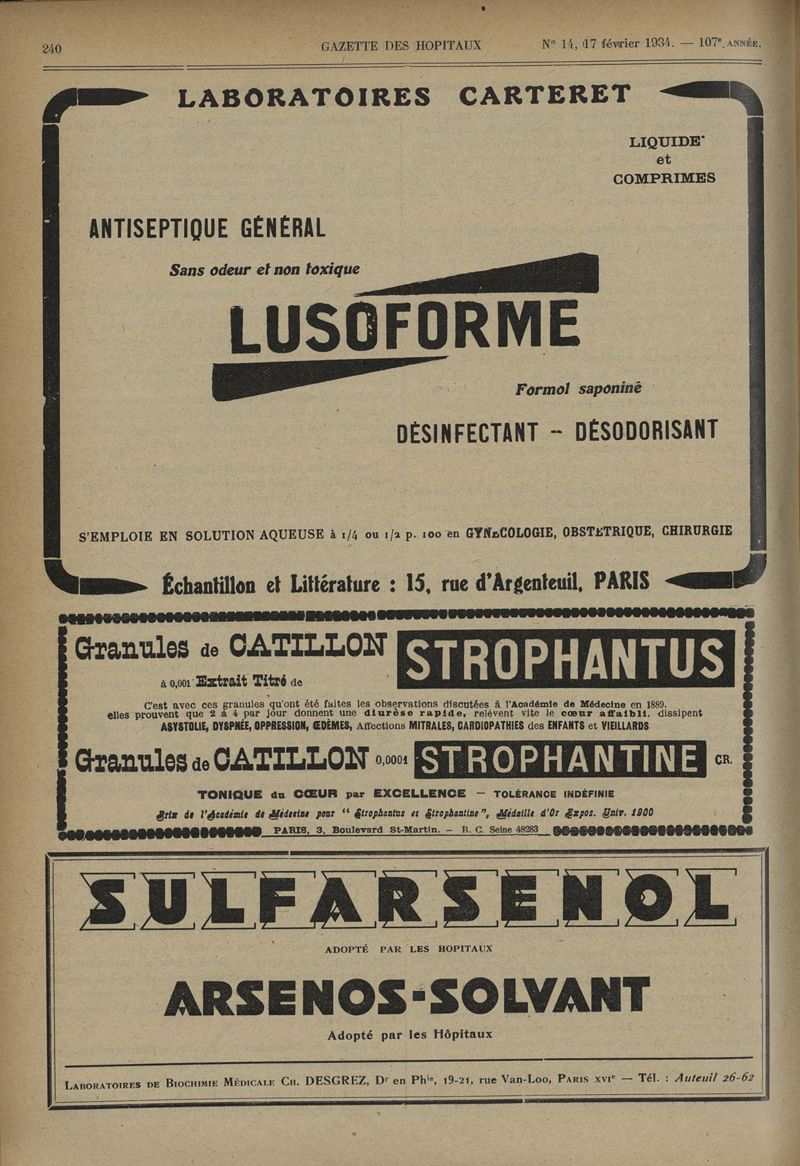 240
GAZETTE DES HOPITAUX
N° 14, 17 février 1934. — 107e. ANNÉE.
LABORATOIRES CARTERET
LIQUIDE
et
COMPRIMES
ANTISEPTIQUE GÉNÉRAL
Sans odeur et non toxique
LUSOFORME
Formol saponiné
DÉSINFECTANT -- DÉSODORISANT
S'EMPLOIE EN SOLUTION AQUEUSE à 1/4 ou 1/2 p. 100 en GYNÆCOLOGIE, OBSTETRIQUE, CHIRURGIE
Échantillon et Littérature : 15, rue d'Argenteuil, PARIS
Granules de CATILLON STROPHANTUS
à 0,001 Extrait Titré de
C'est avec ces granules qu'ont été faites les observations discutées à l'Académie de Médecine en 1889.
elles prouvent que 2 à 4 par jour donnent une diurèse rapide, relèvent vite le cœur affaibli, dissipent
ASYSTOLIE, DYSPNÉE, OPPRESSION, ŒDÈMES, Affections MITRALES, CARDIOPATHIES des ENFANTS et VIEILLARDS
Granules de CATILLON 0,0001 STROPHANTINE CR.
TONIQUE du CŒUR par EXCELLENCE — TOLÉRANCE INDÉFINIE
Prix de l'Académie de Médecine pour "Strophantus et Strophantine", Médaille d'Or Expos. Univ. 1900
PARIS, 3, Boulevard St-Martin. — R. C. Seine 48283
SULFARSENOL
ADOPTÉ PAR LES HOPITAUX
ARSENOS-SOLVANT
Adopté par les Hôpitaux
LABORATOIRES DE BIOCHIMIE MÉDICALE CH. DESGREZ, Dr en Phie, 19-21, rue Van-Loo, PARIS XVIe — Tél. : Auteuil 26-62